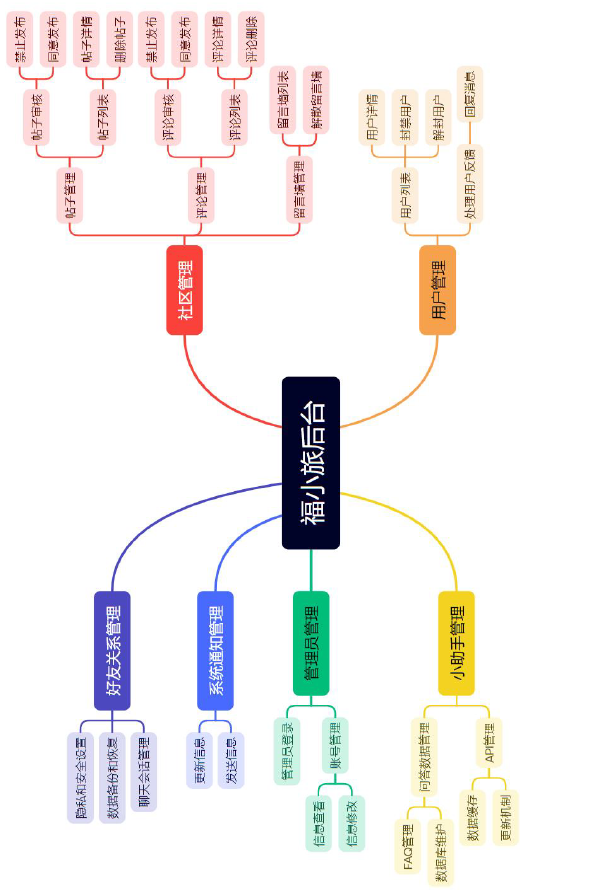 福小旅后台
社区管理
帖子管理
帖子审核
禁止发布
同意发布
帖子列表
帖子详情
删除帖子
评论管理
评论审核
禁止发布
同意发布
评论列表
评论详情
评论删除
留言墙管理
留言墙列表
解散留言墙
用户管理
用户列表
用户详情
封禁用户
解封用户
处理用户反馈
回复消息
好友关系管理
隐私和安全设置
数据备份和恢复
聊天会话管理
系统通知管理
更新信息
发送信息
管理员管理
管理员登录
账号管理
信息查看
信息修改
小助手管理
问答数据管理
FAQ管理
数据库维护
API管理
数据缓存
更新机制